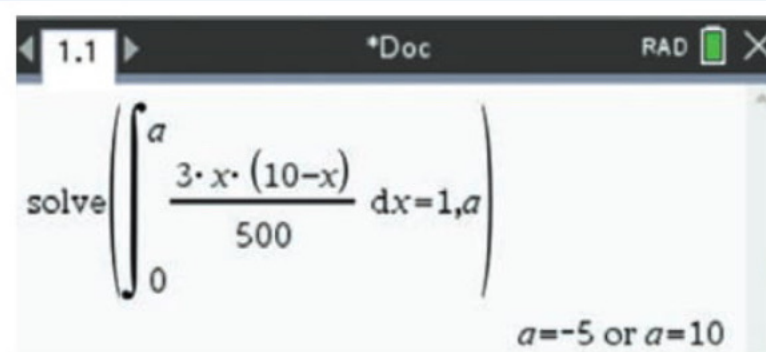 1.1 *Doc RAD
solve(∫₀ᵃ 3·x·(10−x)/500 dx=1,a)
a=-5 or a=10